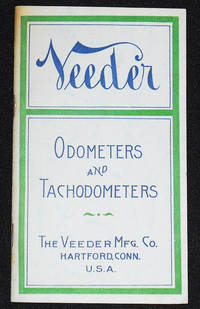 Veeder
ODOMETERS
AND
TACHODOMETERS
THE VEEDER MFG. CO.
HARTFORD, CONN.
U.S.A.